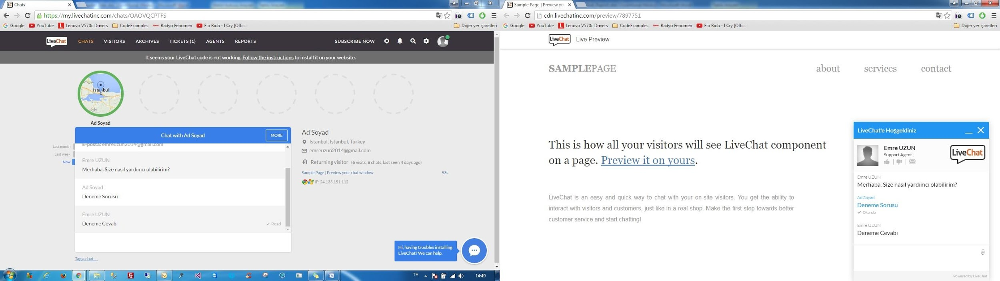 Chats
https://my.livechatinc.com/chats/OAOVQCPTFS
Google YouTube Lenovo V570c Drivers CodeExamples Radyo Fenomen Flo Rida - I Cry [Offici
Diğer yer işaretleri
LiveChat CHATS VISITORS ARCHIVES TICKETS (1) AGENTS REPORTS SUBSCRIBE NOW
It seems your LiveChat code is not working. Follow the instructions to install it on your website.
İstanbul
Ad Soyad
Chat with Ad Soyad MORE
Last month
Last week
Now
E-posta: emreuzun2014@gmail.com
Emre UZUN
Merhaba. Size nasıl yardımcı olabilirim?
Ad Soyad
Deneme Sorusu
Emre UZUN
Deneme Cevabı
Read
Tag a chat...
Ad Soyad
Istanbul, Istanbul, Turkey
emreuzun2014@gmail.com
Returning visitor (6 visits, 6 chats, last seen 4 days ago)
Sample Page | Preview your chat window 53s
IP: 24.133.151.112
Hi, having troubles installing
LiveChat? We can help.
TR 14:49
Sample Page | Preview yo
cdn.livechatinc.com/preview/7897751
Google YouTube Lenovo V570c Drivers CodeExamples Radyo Fenomen Flo Rida - I Cry [Offici
Diğer yer işaretleri
LiveChat Live Preview
SAMPLEPAGE about services contact
This is how all your visitors will see LiveChat component
on a page. Preview it on yours.
LiveChat is an easy and quick way to chat with your on-site visitors. You get the ability to
interact with visitors and customers, just like in a real shop. Make the first step towards better
customer service and start chatting!
LiveChat'e Hoşgeldiniz
Emre UZUN
Support Agent
LiveChat
Emre UZUN
Merhaba. Size nasıl yardımcı olabilirim?
Ad Soyad
Deneme Sorusu
Okundu
Emre UZUN
Deneme Cevabı
Powered by LiveChat